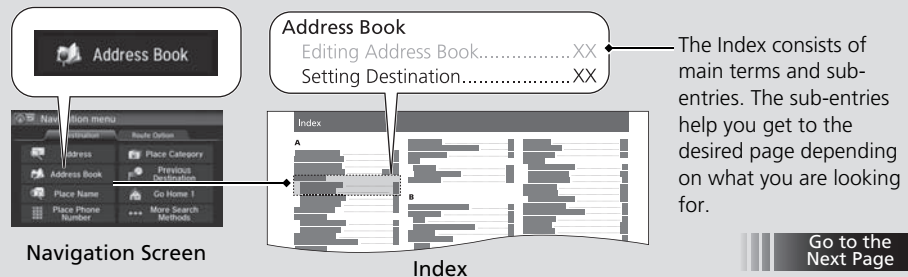 Address Book
Navigation menu
Destination
Route Option
Address
Place Category
Address Book
Previous
Destination
Place Name
Go Home 1
Place Phone
Number
More Search
Methods
Navigation Screen
Address Book
Editing Address Book..................XX
Setting Destination..................XX
Index
A
B
Index
The Index consists of
main terms and sub-
entries. The sub-entries
help you get to the
desired page depending
on what you are looking
for.
Go to the
Next Page